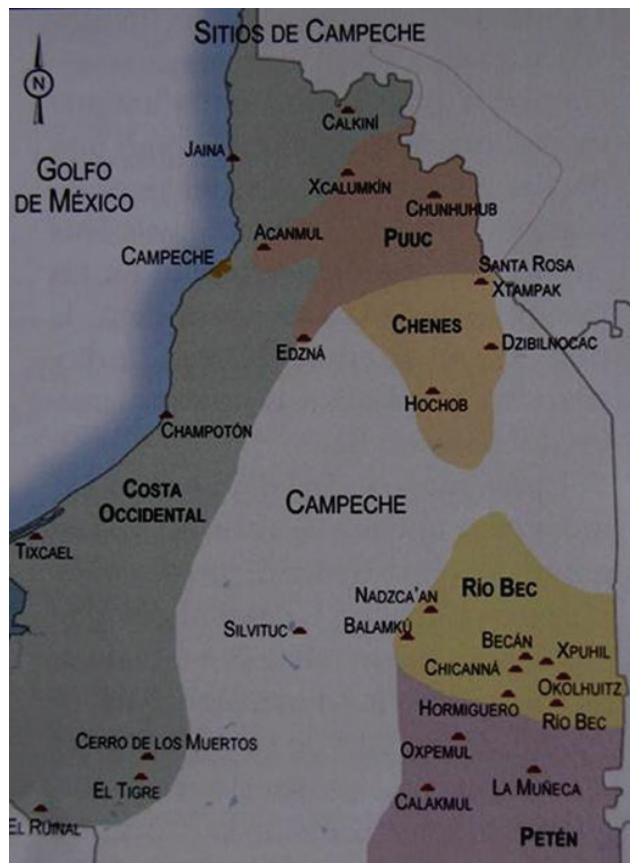 SITIOS DE CAMPECHE
N
CALKINÍ
JAINA
GOLFO
DE MÉXICO
XCALUMKÍN
CHUNHUHUB
ACANMUL
PUUC
CAMPECHE
SANTA ROSA
XTAMPAK
CHENES
EDZNÁ
DZIBILNOCAC
HOCHOB
CHAMPOTÓN
COSTA
OCCIDENTAL
CAMPECHE
TIXCAEL
RÍO BEC
NADZCA'AN
SILVITUC
BALAMKÚ
BECÁN
XPUHIL
CHICANNÁ
OKOLHUITZ
HORMIGUERO
RÍO BEC
OXPEMUL
CERRO DE LOS MUERTOS
EL TIGRE
LA MUÑECA
CALAKMUL
EL RUINAL
PETÉN